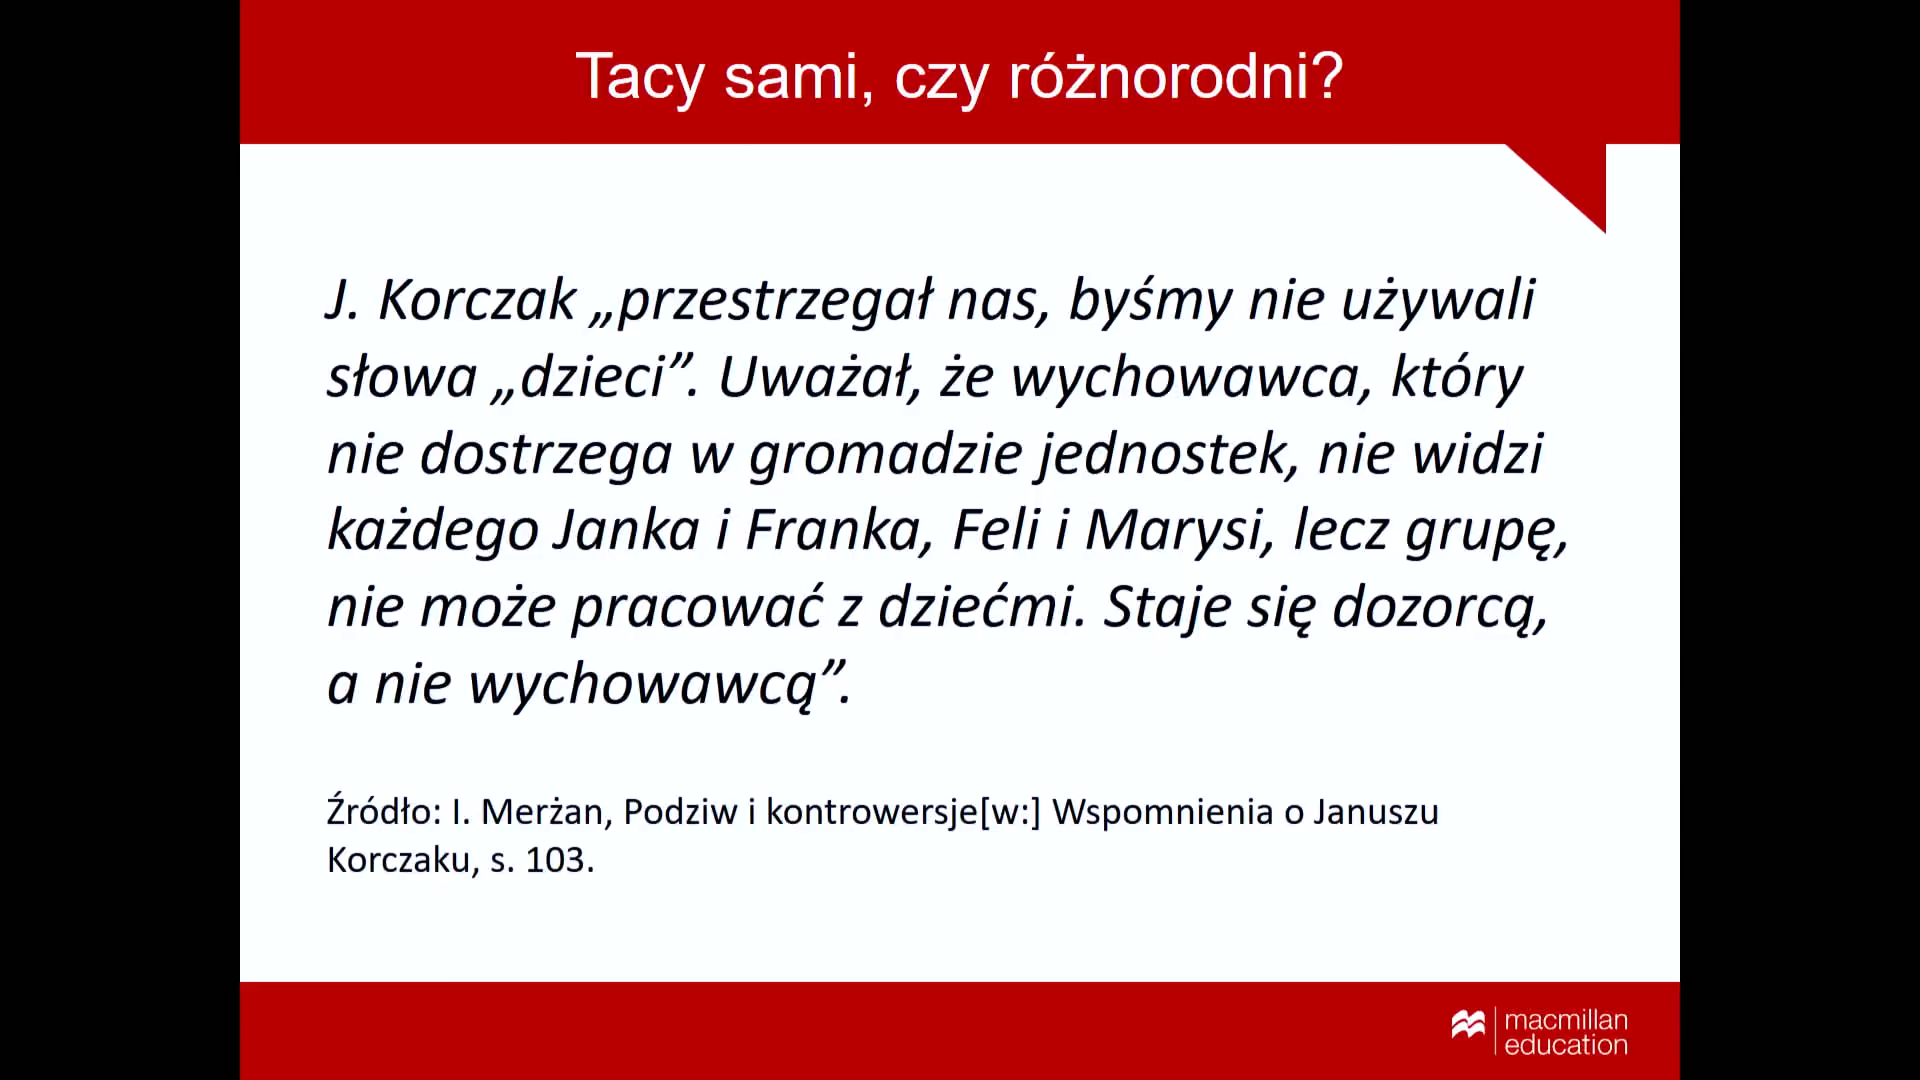 Tacy sami, czy różnorodni?
J. Korczak „przestrzegał nas, byśmy nie używali
słowa „dzieci”. Uważał, że wychowawca, który
nie dostrzega w gromadzie jednostek, nie widzi
każdego Janka i Franka, Feli i Marysi, lecz grupę,
nie może pracować z dziećmi. Staje się dozorcą,
a nie wychowawcą”.
Źródło: I. Merżan, Podziw i kontrowersje[w:] Wspomnienia o Januszu
Korczaku, s. 103.
macmillan
education